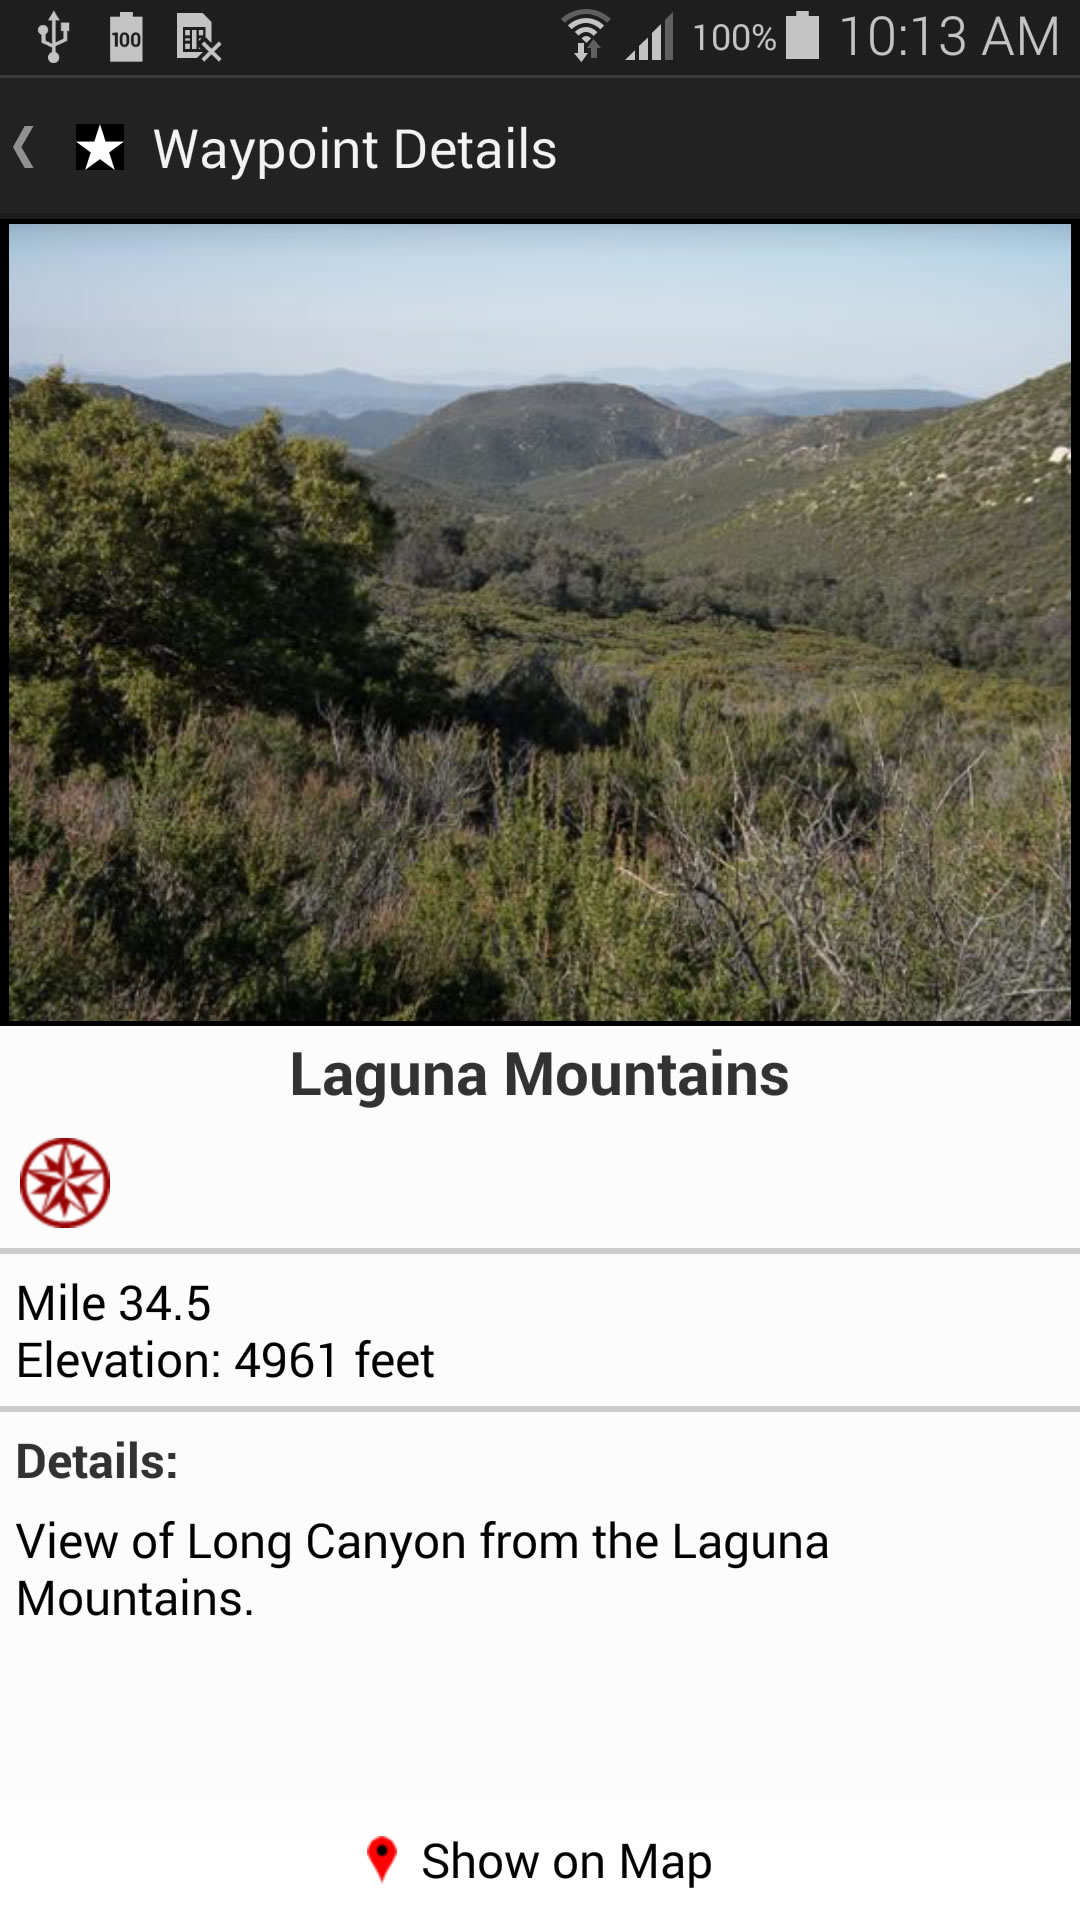 100 100% 10:13 AM
Waypoint Details
Laguna Mountains
Mile 34.5
Elevation: 4961 feet
Details:
View of Long Canyon from the Laguna
Mountains.
Show on Map